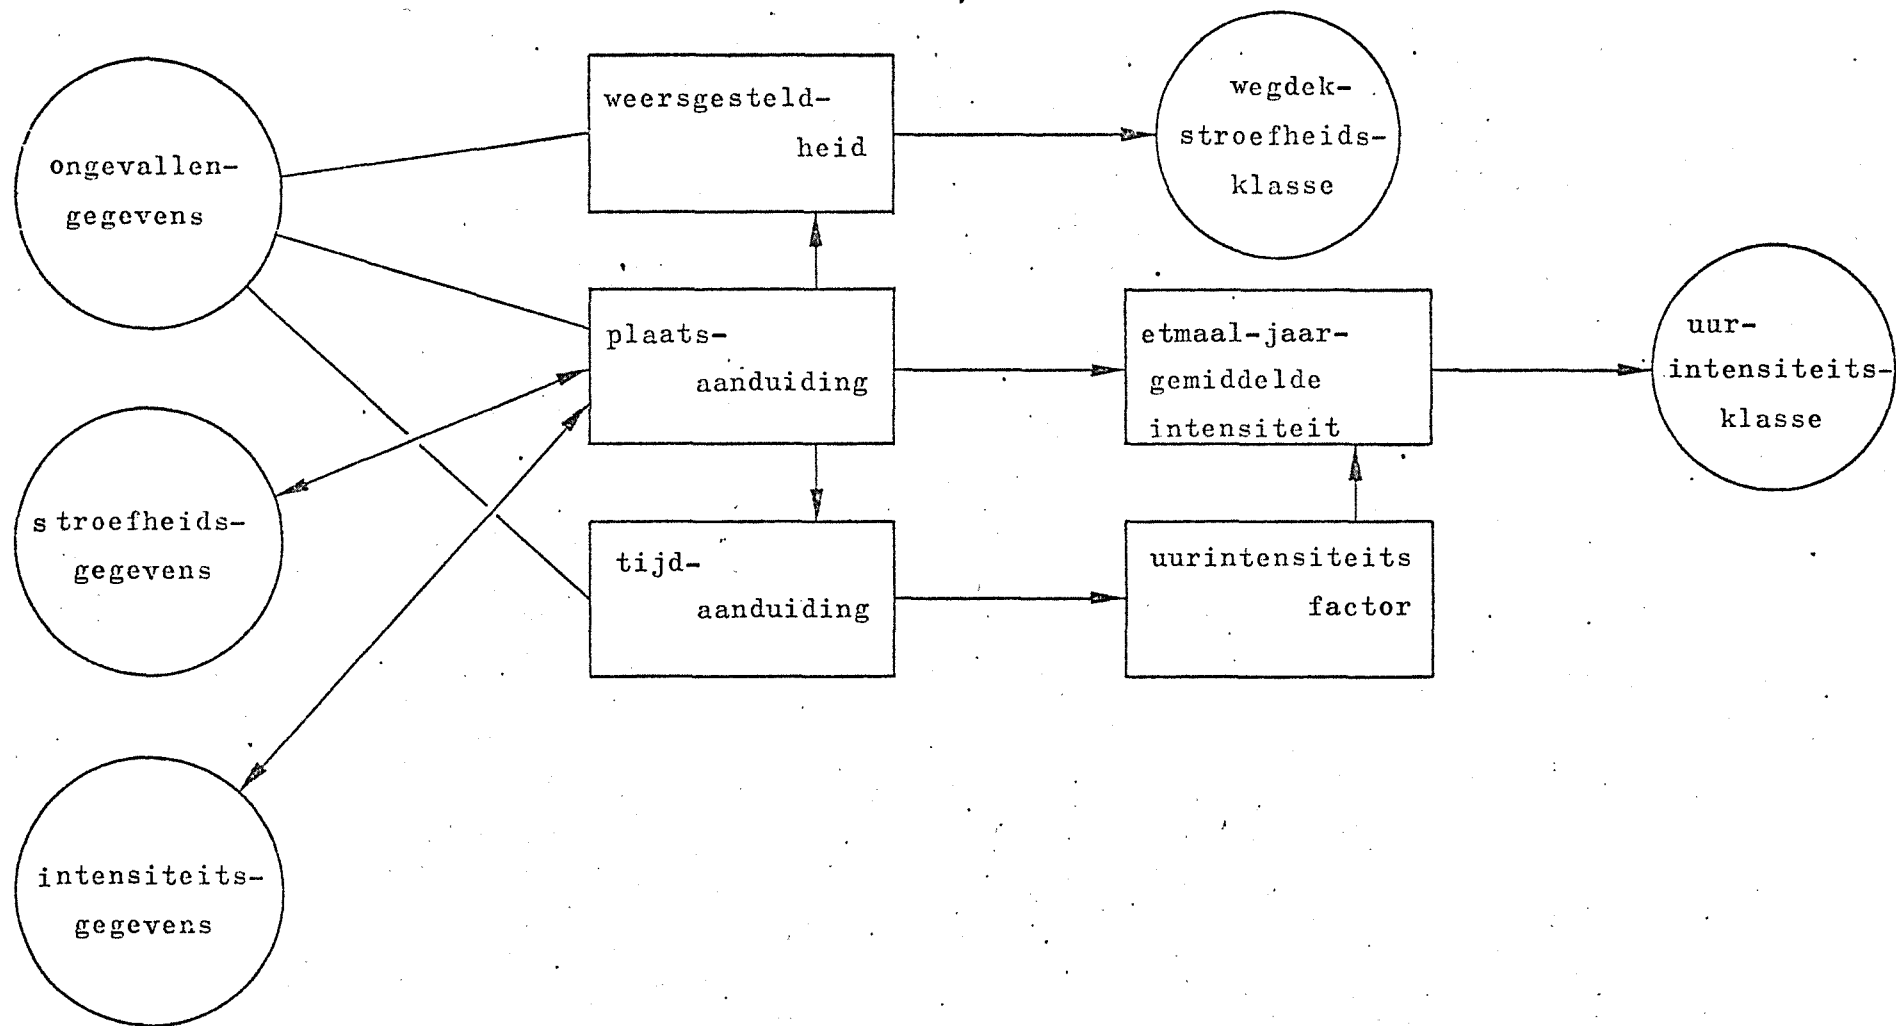 ongevallen-
gegevens
stroefheids-
gegevens
intensiteits-
gegevens
weersgesteld-
heid
plaats-
aanduiding
tijd-
aanduiding
wegdek-
stroefheids-
klasse
etmaal-jaar-
gemiddelde
intensiteit
uurintensiteits
factor
uur-
intensiteits-
klasse